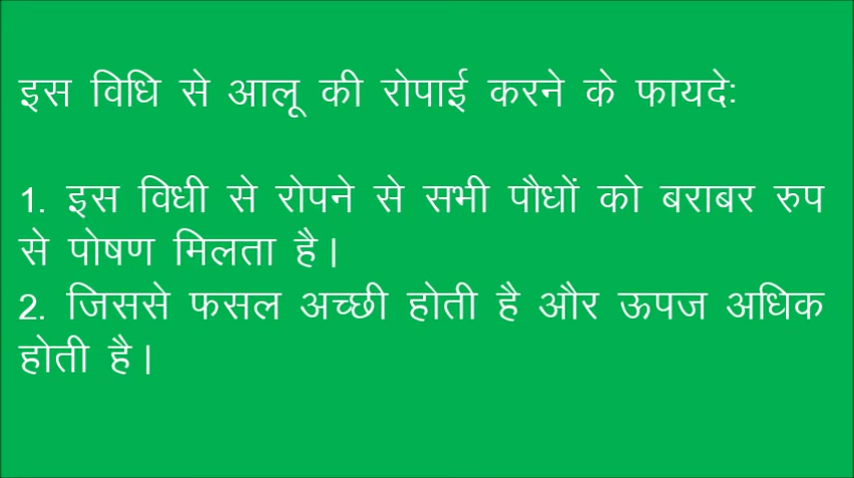 इस विधि से आलू की रोपाई करने के फायदेः
1. इस विधी से रोपने से सभी पौधों को बराबर रुप
से पोषण मिलता है।
2. जिससे फसल अच्छी होती है और ऊपज अधिक
होती है।